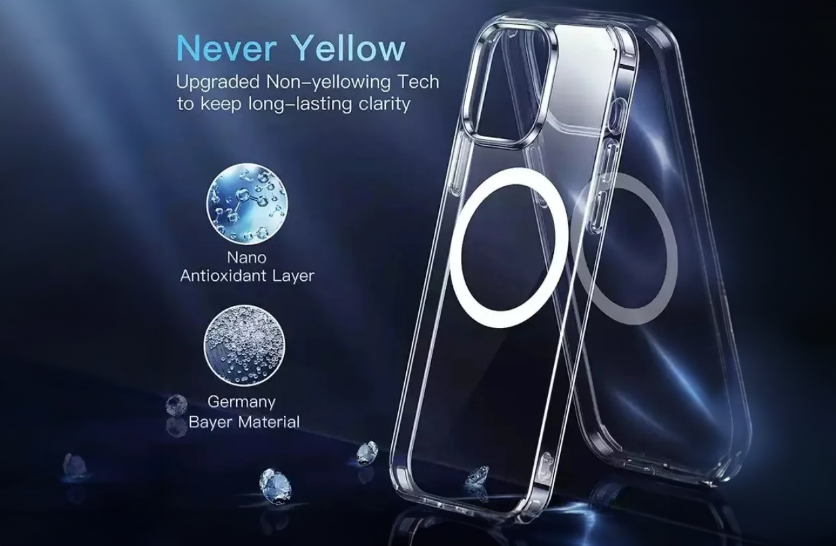 Never Yellow
Upgraded Non-yellowing Tech
to keep long-lasting clarity
Nano
Antioxidant Layer
Germany
Bayer Material